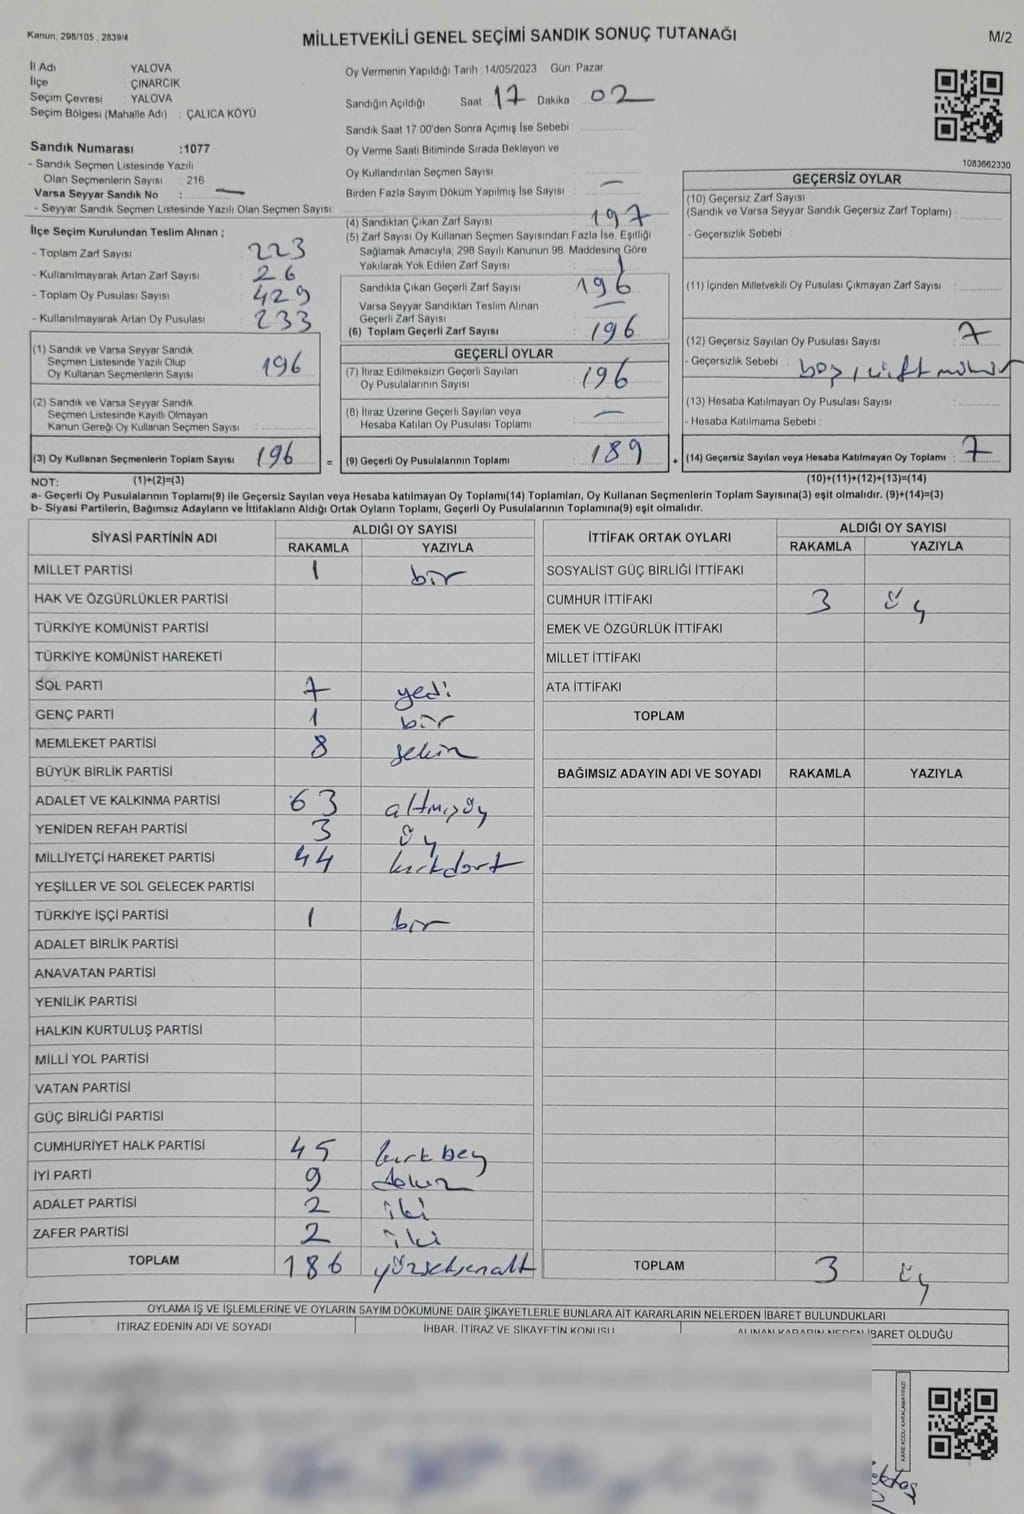 Kanun: 298/105 , 2839/4
MİLLETVEKİLİ GENEL SEÇİMİ SANDIK SONUÇ TUTANAĞI
M/2
İl Adı YALOVA
İlçe ÇINARCIK
Seçim Çevresi YALOVA
Seçim Bölgesi (Mahalle Adı) : ÇALICA KÖYÜ
Sandık Numarası :1077
- Sandık Seçmen Listesinde Yazılı
Olan Seçmenlerin Sayısı : 216
Varsa Seyyar Sandık No : —
- Seyyar Sandık Seçmen Listesinde Yazılı Olan Seçmen Sayısı:
İlçe Seçim Kurulundan Teslim Alınan ;
- Toplam Zarf Sayısı : 223
- Kullanılmayarak Artan Zarf Sayısı : 26
- Toplam Oy Pusulası Sayısı : 429
- Kullanılmayarak Artan Oy Pusulası : 233
(1) Sandık ve Varsa Seyyar Sandık
Seçmen Listesinde Yazılı Olup
Oy Kullanan Seçmenlerin Sayısı : 196
(2) Sandık ve Varsa Seyyar Sandık
Seçmen Listesinde Kayıtlı Olmayan
Kanun Gereği Oy Kullanan Seçmen Sayısı :
(3) Oy Kullanan Seçmenlerin Toplam Sayısı : 196 =
Oy Vermenin Yapıldığı Tarih :14/05/2023 Gün: Pazar
Sandığın Açıldığı Saat 17 Dakika 02
Sandık Saat 17:00'den Sonra Açımış İse Sebebi :
Oy Verme Saati Bitiminde Sırada Bekleyen ve
Oy Kullandırılan Seçmen Sayısı :
Birden Fazla Sayım Döküm Yapılmış İse Sayısı : —
(4) Sandıktan Çıkan Zarf Sayısı : 197
(5) Zarf Sayısı Oy Kullanan Seçmen Sayısından Fazla İse, Eşitliği
Sağlamak Amacıyla, 298 Sayılı Kanunun 98. Maddesine Göre
Yakılarak Yok Edilen Zarf Sayısı : 1
Sandıkta Çıkan Geçerli Zarf Sayısı : 196
Varsa Seyyar Sandıktan Teslim Alınan
Geçerli Zarf Sayısı : —
(6) Toplam Geçerli Zarf Sayısı : 196
GEÇERLİ OYLAR
(7) İtiraz Edilmeksizin Geçerli Sayılan
Oy Pusulalarının Sayısı : 196
(8) İtiraz Üzerine Geçerli Sayılan veya
Hesaba Katılan Oy Pusulası Toplamı : —
(9) Geçerli Oy Pusulalarının Toplamı : 189 +
1083662330
GEÇERSİZ OYLAR
(10) Geçersiz Zarf Sayısı
(Sandık ve Varsa Seyyar Sandık Geçersiz Zarf Toplamı) :
- Geçersizlik Sebebi :
(11) İçinden Milletvekili Oy Pusulası Çıkmayan Zarf Sayısı :
(12) Geçersiz Sayılan Oy Pusulası Sayısı : 7
- Geçersizlik Sebebi : boş, çift mühür
(13) Hesaba Katılmayan Oy Pusulası Sayısı :
- Hesaba Katılmama Sebebi :
(14) Geçersiz Sayılan veya Hesaba Katılmayan Oy Toplamı : 7
NOT: (1)+(2)=(3) (10)+(11)+(12)+(13)=(14)
a- Geçerli Oy Pusulalarının Toplamı(9) ile Geçersiz Sayılan veya Hesaba katılmayan Oy Toplamı(14) Toplamları, Oy Kullanan Seçmenlerin Toplam Sayısına(3) eşit olmalıdır. (9)+(14)=(3)
b- Siyasi Partilerin, Bağımsız Adayların ve İttifakların Aldığı Ortak Oyların Toplamı, Geçerli Oy Pusulalarının Toplamına(9) eşit olmalıdır.
SİYASİ PARTİNİN ADI ALDIĞI OY SAYISI
RAKAMLA YAZIYLA
MİLLET PARTİSİ 1 bir
HAK VE ÖZGÜRLÜKLER PARTİSİ
TÜRKİYE KOMÜNİST PARTİSİ
TÜRKİYE KOMÜNİST HAREKETİ
SOL PARTİ 7 yedi
GENÇ PARTİ 1 bir
MEMLEKET PARTİSİ 8 sekiz
BÜYÜK BİRLİK PARTİSİ
ADALET VE KALKINMA PARTİSİ 63 altmışüç
YENİDEN REFAH PARTİSİ 3 üç
MİLLİYETÇİ HAREKET PARTİSİ 44 kırkdört
YEŞİLLER VE SOL GELECEK PARTİSİ
TÜRKİYE İŞÇİ PARTİSİ 1 bir
ADALET BİRLİK PARTİSİ
ANAVATAN PARTİSİ
YENİLİK PARTİSİ
HALKIN KURTULUŞ PARTİSİ
MİLLİ YOL PARTİSİ
VATAN PARTİSİ
GÜÇ BİRLİĞİ PARTİSİ
CUMHURİYET HALK PARTİSİ 45 kırkbeş
İYİ PARTİ 9 dokuz
ADALET PARTİSİ 2 iki
ZAFER PARTİSİ 2 iki
TOPLAM 186 yüzseksenaltı
İTTİFAK ORTAK OYLARI ALDIĞI OY SAYISI
RAKAMLA YAZIYLA
SOSYALİST GÜÇ BİRLİĞİ İTTİFAKI
CUMHUR İTTİFAKI 3 üç
EMEK VE ÖZGÜRLÜK İTTİFAKI
MİLLET İTTİFAKI
ATA İTTİFAKI
TOPLAM
BAĞIMSIZ ADAYIN ADI VE SOYADI RAKAMLA YAZIYLA
TOPLAM 3 üç
OYLAMA İŞ VE İŞLEMLERİNE VE OYLARIN SAYIM DÖKÜMÜNE DAİR ŞİKAYETLERLE BUNLARA AİT KARARLARIN NELERDEN İBARET BULUNDUKLARI
İTİRAZ EDENİN ADI VE SOYADI İHBAR, İTİRAZ VE ŞİKAYETİN KONUSU ALINAN KARARIN NEDEN İBARET OLDUĞU
KARE KODU KARALAMAYINIZ